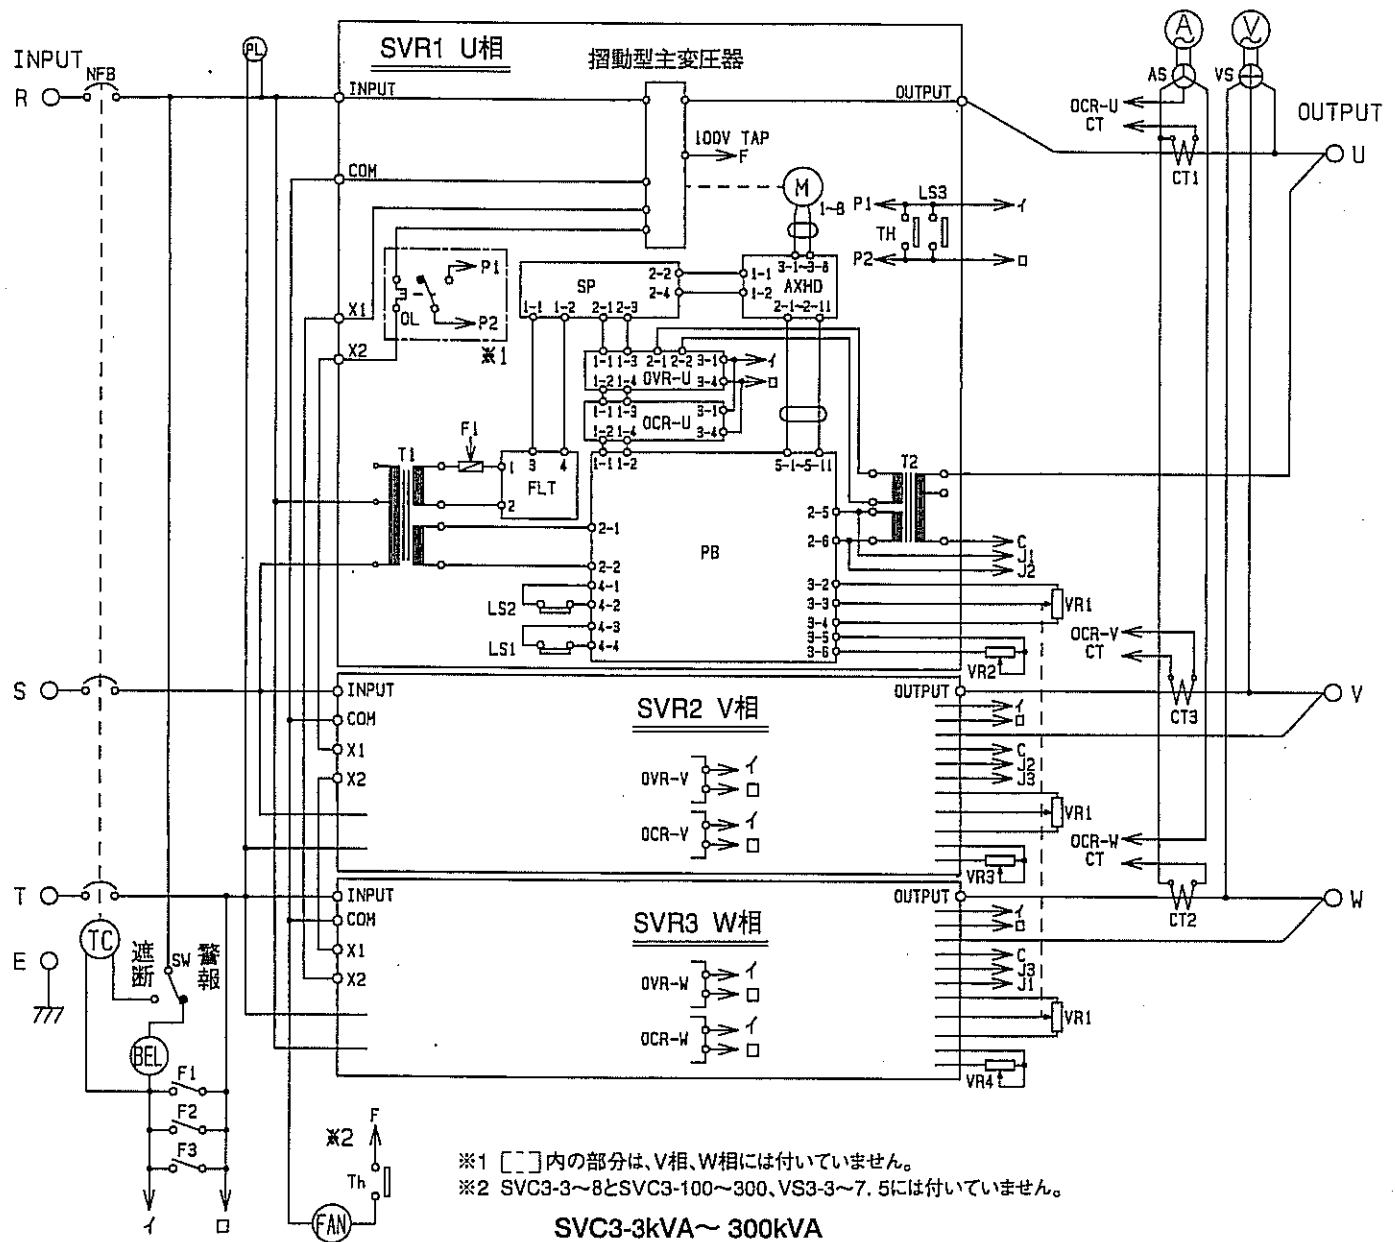 INPUT
NFB
R
PL
SVR1 U相
摺動型主変圧器
INPUT
OUTPUT
A
V
AS
VS
OCR-U
CT
CT1
OUTPUT
U
100V TAP
F
COM
M
1~8
P1
LS3
イ
TH
P2
ロ
P1
OL
P2
※1
X1
X2
SP
2-2
2-4
1-1 1-2 2-1 2-3
3-1~3-8
1-1
AXHD
1-2
2-1~2-11
1-1 1-3 2-1 2-2 3-1
イ
1-2 1-4 OVR-U 3-4
ロ
1-1 1-3 3-1
OCR-U
1-2 1-4 3-4
F1
T1
1
3 4
FLT
2
1-1 1-2
5-1~5-11
T2
2-1
2-2
4-1
4-2
4-3
4-4
LS2
LS1
PB
2-5
2-6
C
J1
J2
3-2
3-3
3-4
3-5
3-6
VR1
VR2
OCR-V
CT
CT3
S
INPUT
COM
X1
X2
SVR2 V相
OUTPUT
V
イ
ロ
C
J2
J3
OVR-V
イ
ロ
OCR-V
イ
ロ
VR1
VR3
OCR-W
CT
CT2
T
INPUT
COM
X1
X2
SVR3 W相
OUTPUT
W
イ
ロ
C
J3
J1
OVR-W
イ
ロ
OCR-W
イ
ロ
VR1
VR4
TC
E
遮断
SW
警報
BEL
F1
F2
F3
イ
ロ
※2
F
Th
FAN
※1 [ ]内の部分は、V相、W相には付いていません。
※2 SVC3-3~8とSVC3-100~300、VS3-3~7.5には付いていません。
SVC3-3kVA~ 300kVA